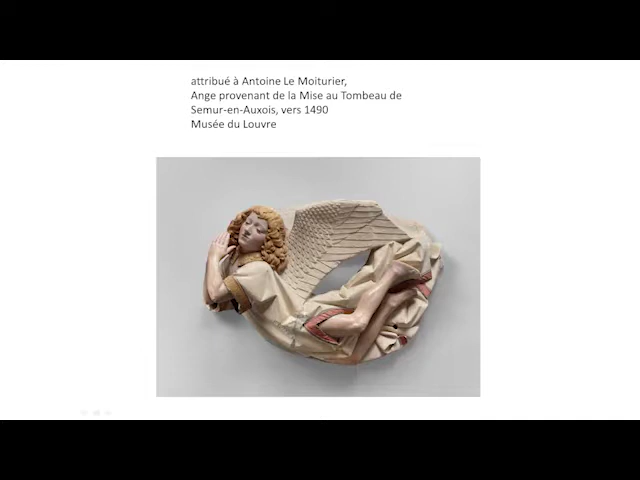 attribué à Antoine Le Moiturier,
Ange provenant de la Mise au Tombeau de
Semur-en-Auxois, vers 1490
Musée du Louvre